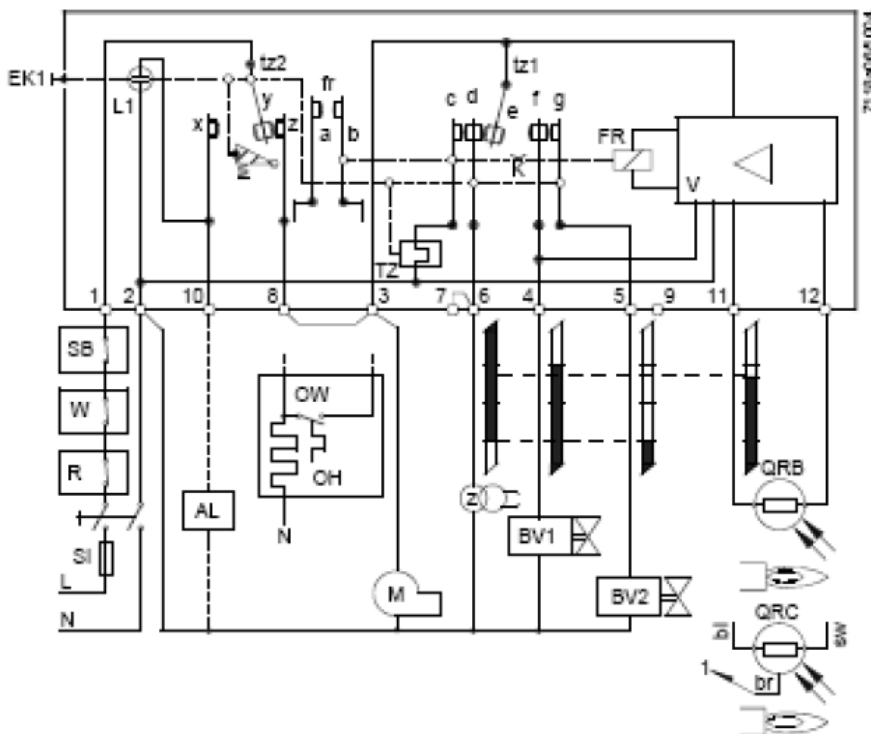 EK1
L1
tz2
fr
y
x
z
a
b
tz1
c
d
e
f
g
FR
V
K
M
TZ
1
2
10
8
3
7
6
4
5
9
11
12
SB
W
R
SI
L
N
AL
OW
OH
N
M
Z
BV1
BV2
QRB
QRC
bl
sw
br
1